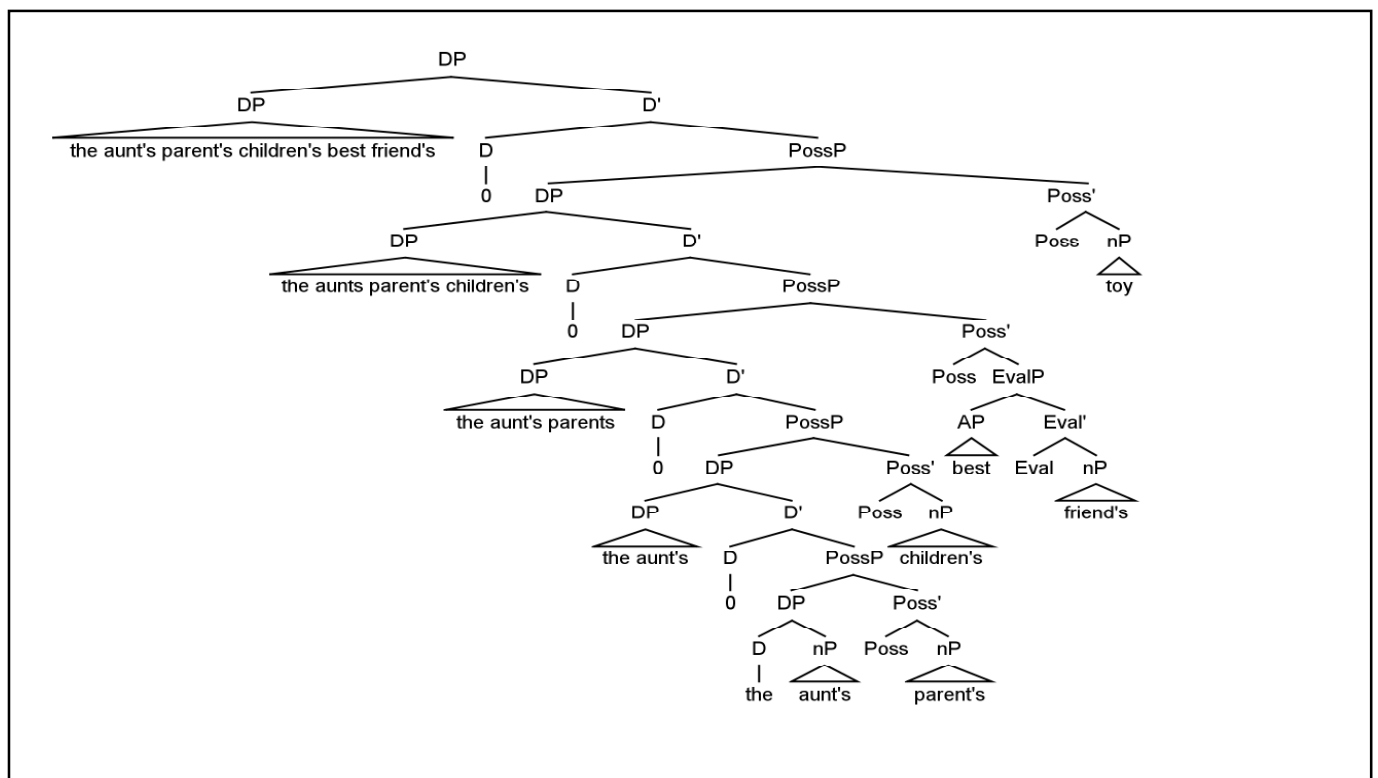 DP
DP D'
the aunt's parent's children's best friend's D PossP
0 DP Poss'
DP D' Poss nP
the aunts parent's children's D PossP toy
0 DP Poss'
DP D' Poss EvalP
the aunt's parents D PossP AP Eval'
0 DP Poss' best Eval nP
DP D' Poss nP friend's
the aunt's D PossP children's
0 DP Poss'
D nP Poss nP
the aunt's parent's